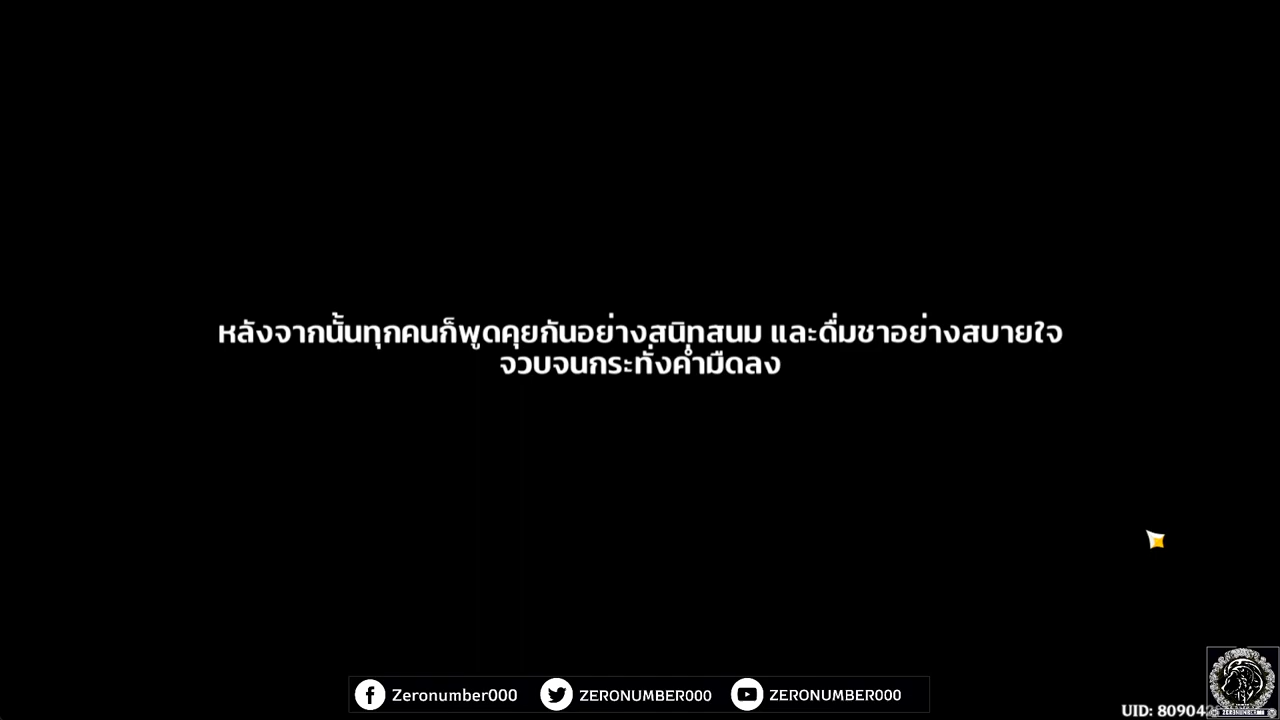 หลังจากนั้นทุกคนก็พูดคุยกันอย่างสนิทสนม และดื่มชาอย่างสบายใจ
จวบจนกระทั่งค่ำมืดลง
Zeronumber000 ZERONUMBER000 ZERONUMBER000
UID: 80904
ZERONUMBER000